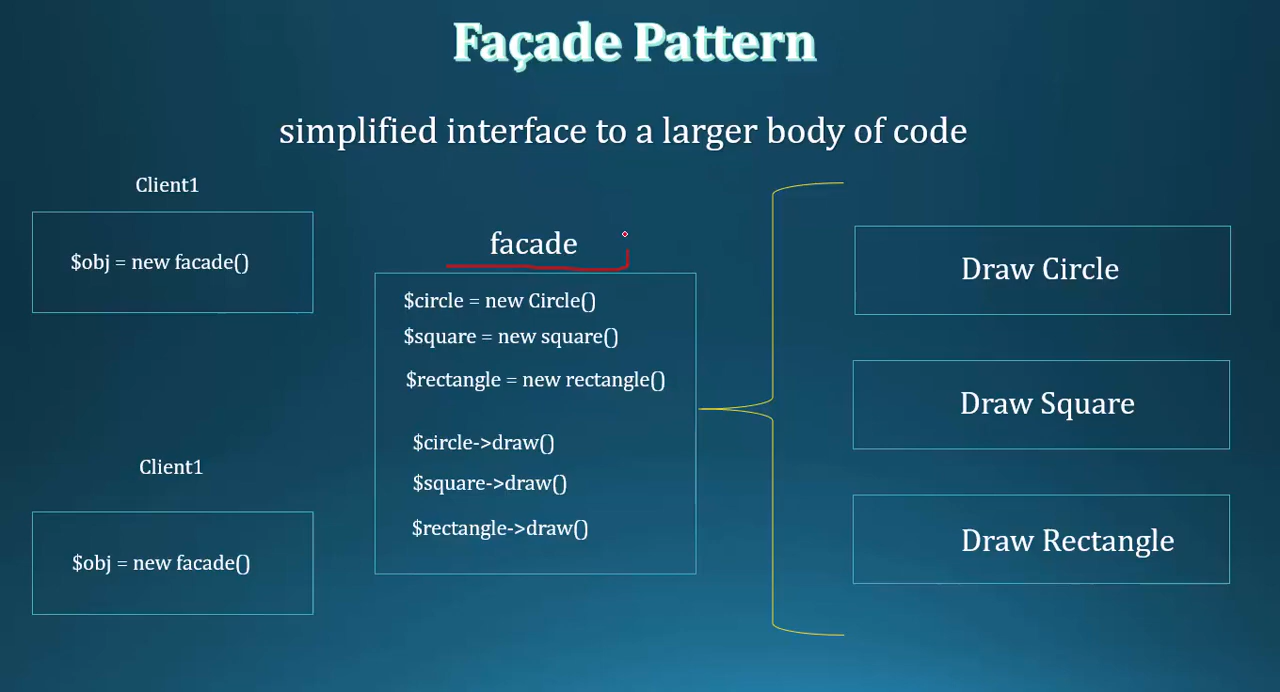 Façade Pattern
simplified interface to a larger body of code
Client1
$obj = new facade()
Client1
$obj = new facade()
facade
$circle = new Circle()
$square = new square()
$rectangle = new rectangle()
$circle->draw()
$square->draw()
$rectangle->draw()
Draw Circle
Draw Square
Draw Rectangle